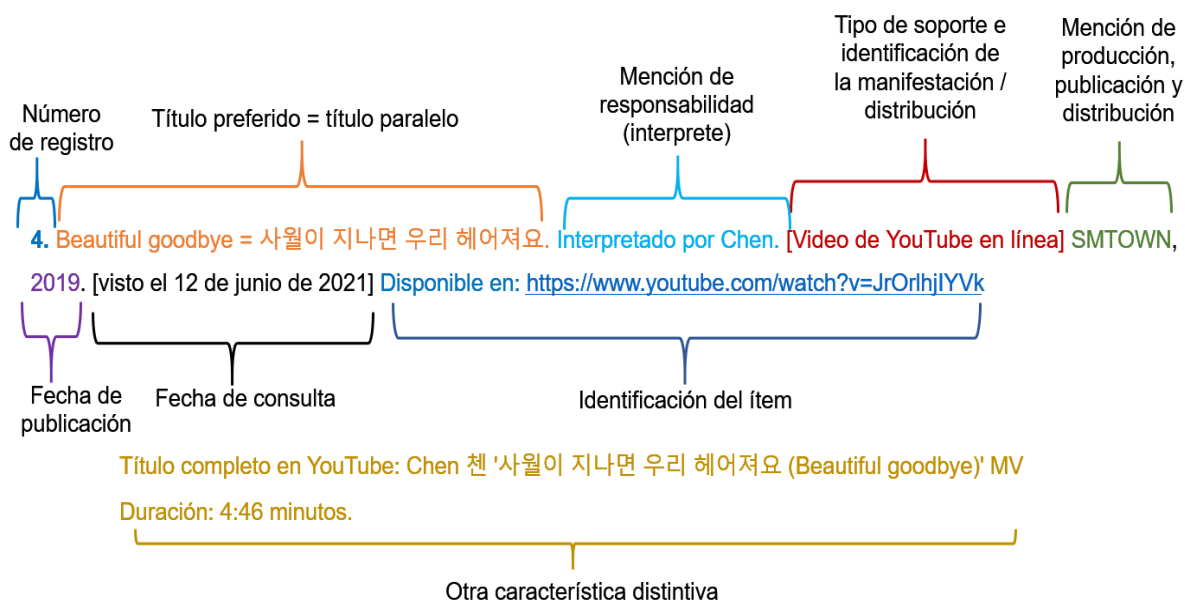 Número
de registro
Título preferido = título paralelo
Mención de
responsabilidad
(interprete)
Tipo de soporte e
identificación de
la manifestación /
distribución
Mención de
producción,
publicación y
distribución
4. Beautiful goodbye = 사월이 지나면 우리 헤어져요. Interpretado por Chen. [Video de YouTube en línea] SMTOWN,
2019. [visto el 12 de junio de 2021] Disponible en: https://www.youtube.com/watch?v=JrOrlhjIYVk
Fecha de
publicación
Fecha de consulta
Identificación del ítem
Título completo en YouTube: Chen 첸 '사월이 지나면 우리 헤어져요 (Beautiful goodbye)' MV
Duración: 4:46 minutos.
Otra característica distintiva